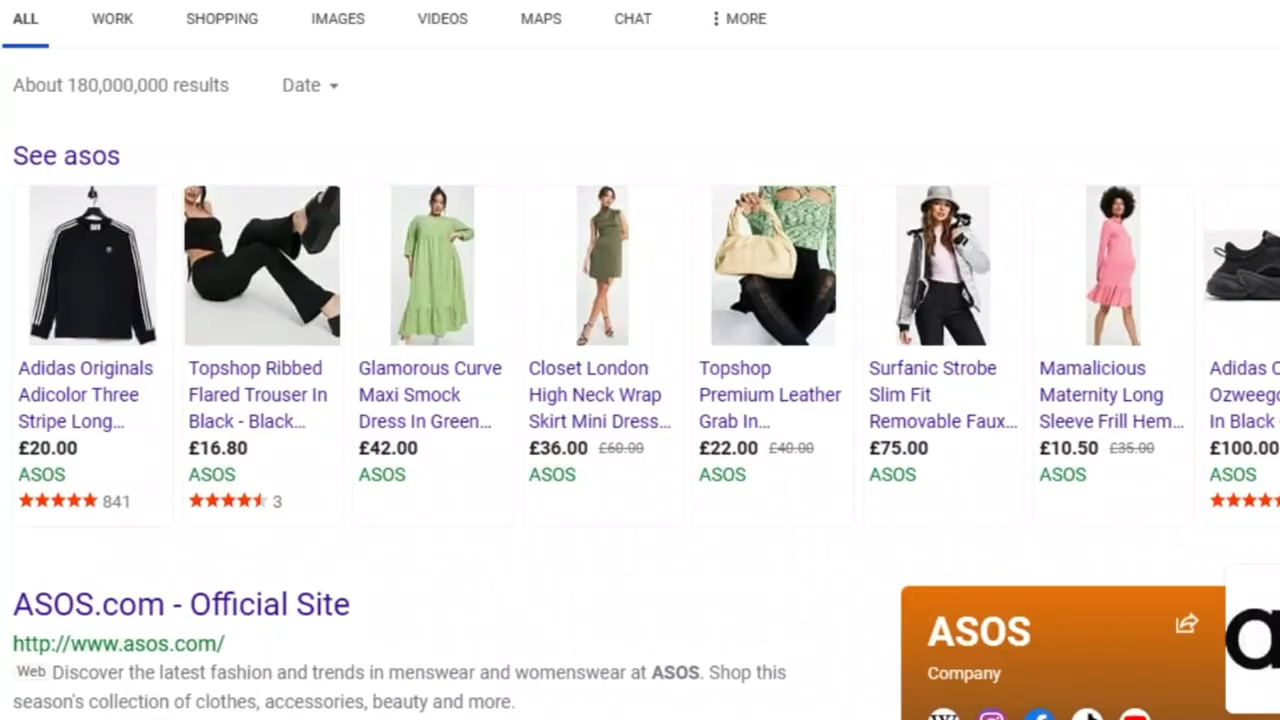 ALL WORK SHOPPING IMAGES VIDEOS MAPS CHAT MORE
About 180,000,000 results Date
See asos
Adidas Originals
Adicolor Three
Stripe Long...
£20.00
ASOS
841
Topshop Ribbed
Flared Trouser In
Black - Black...
£16.80
ASOS
3
Glamorous Curve
Maxi Smock
Dress In Green...
£42.00
ASOS
Closet London
High Neck Wrap
Skirt Mini Dress...
£36.00 £60.00
ASOS
Topshop
Premium Leather
Grab In...
£22.00 £40.00
ASOS
Surfanic Strobe
Slim Fit
Removable Faux...
£75.00
ASOS
Mamalicious
Maternity Long
Sleeve Frill Hem...
£10.50 £35.00
ASOS
Adidas
In Black
£100.00
ASOS
ASOS.com - Official Site
http://www.asos.com/
Web Discover the latest fashion and trends in menswear and womenswear at ASOS. Shop this
season's collection of clothes, accessories, beauty and more.
ASOS
Company
a